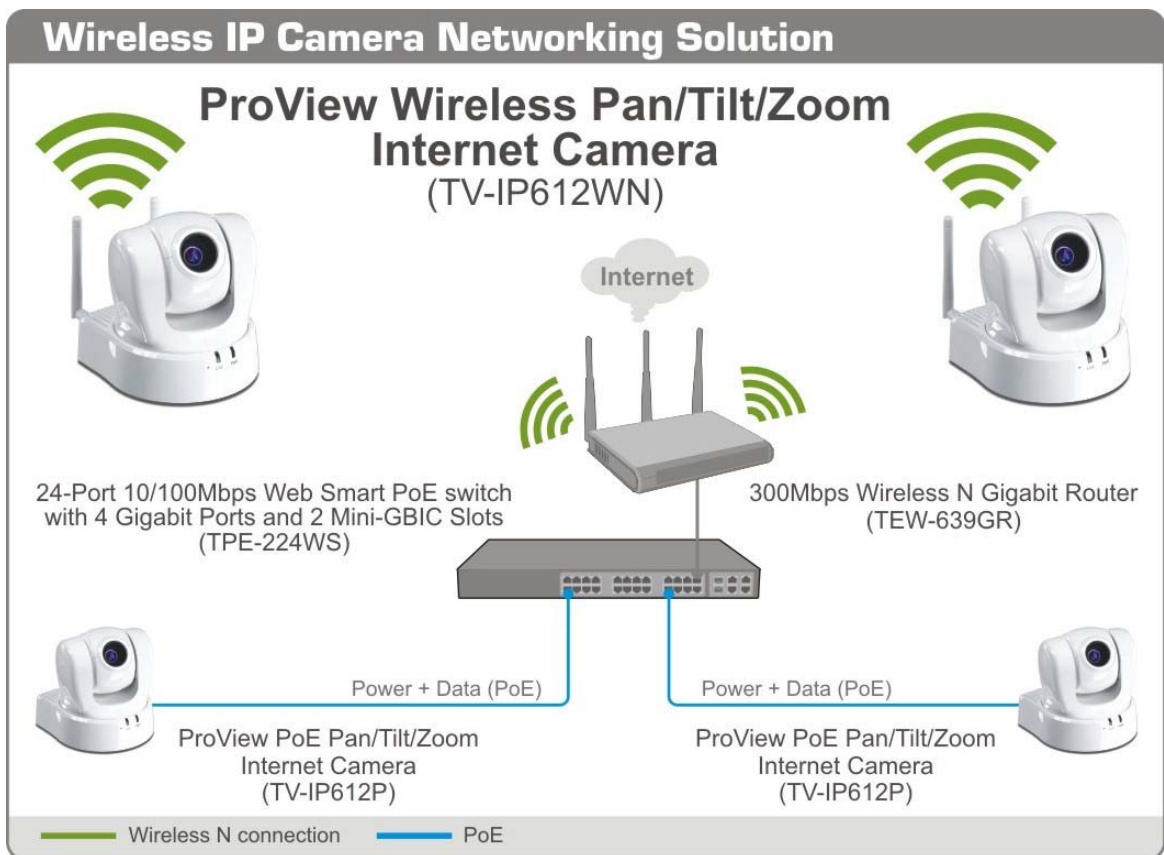 Wireless IP Camera Networking Solution
ProView Wireless Pan/Tilt/Zoom
Internet Camera
(TV-IP612WN)
Internet
24-Port 10/100Mbps Web Smart PoE switch
with 4 Gigabit Ports and 2 Mini-GBIC Slots
(TPE-224WS)
300Mbps Wireless N Gigabit Router
(TEW-639GR)
Power + Data (PoE)
Power + Data (PoE)
ProView PoE Pan/Tilt/Zoom
Internet Camera
(TV-IP612P)
ProView PoE Pan/Tilt/Zoom
Internet Camera
(TV-IP612P)
Wireless N connection
PoE